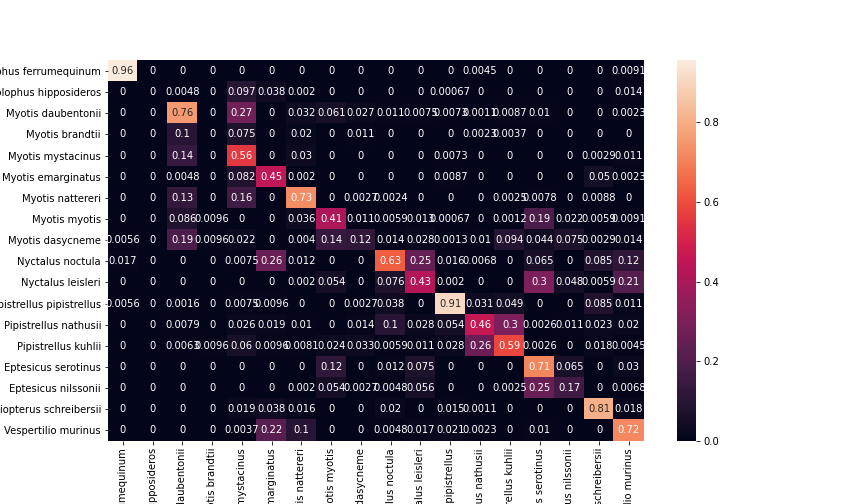 phus ferrumequinum 0.96 0 0 0 0 0 0 0 0 0 0 0 0.0045 0 0 0 0 0.0091
olophus hipposideros 0 0 0.0048 0 0.097 0.038 0.002 0 0 0 0 0.00067 0 0 0 0 0 0.014
Myotis daubentonii 0 0 0.76 0 0.27 0 0.032 0.061 0.027 0.011 0.0075 0.0073 0.0011 0.0087 0.01 0 0 0.0023
Myotis brandtii 0 0 0.1 0 0.075 0 0.02 0 0.011 0 0 0 0.0023 0.0037 0 0 0 0
Myotis mystacinus 0 0 0.14 0 0.56 0 0.03 0 0 0 0 0.0073 0 0 0 0 0.0029 0.011
Myotis emarginatus 0 0 0.0048 0 0.082 0.45 0.002 0 0 0 0 0.0087 0 0 0 0 0.05 0.0023
Myotis nattereri 0 0 0.13 0 0.16 0 0.73 0 0.0027 0.0024 0 0 0 0.0025 0.0078 0 0.0088 0
Myotis myotis 0 0 0.086 0.0096 0 0 0.036 0.41 0.011 0.0059 0.013 0.00067 0 0.0012 0.19 0.022 0.0059 0.0091
Myotis dasycneme 0.0056 0 0.19 0.0096 0.022 0 0.004 0.14 0.12 0.014 0.028 0.0013 0.01 0.094 0.044 0.075 0.0029 0.014
Nyctalus noctula 0.017 0 0 0 0.0075 0.26 0.012 0 0 0.63 0.25 0.016 0.0068 0 0.065 0 0.085 0.12
Nyctalus leisleri 0 0 0 0 0 0 0.002 0.054 0 0.076 0.43 0.002 0 0 0.3 0.048 0.0059 0.21
pistrellus pipistrellus 0.0056 0 0.0016 0 0.0075 0.0096 0 0 0.0027 0.038 0 0.91 0.031 0.049 0 0 0.085 0.011
Pipistrellus nathusii 0 0 0.0079 0 0.026 0.019 0.01 0 0.014 0.1 0.028 0.054 0.46 0.3 0.0026 0.011 0.023 0.02
Pipistrellus kuhlii 0 0 0.0063 0.0096 0.06 0.0096 0.0081 0.024 0.033 0.0059 0.011 0.028 0.26 0.59 0.0026 0 0.018 0.0045
Eptesicus serotinus 0 0 0 0 0 0 0 0.12 0 0.012 0.075 0 0 0 0.71 0.065 0 0.03
Eptesicus nilssonii 0 0 0 0 0 0 0.002 0.054 0.0027 0.0048 0.056 0 0 0.0025 0.25 0.17 0 0.0068
iopterus schreibersii 0 0 0 0 0.019 0.038 0.016 0 0 0.02 0 0.015 0.0011 0 0 0 0.81 0.018
Vespertilio murinus 0 0 0 0 0.0037 0.22 0.1 0 0 0.0048 0.017 0.021 0.0023 0 0.01 0 0 0.72
mequinum
pposideros
daubentonii
tis brandtii
mystacinus
marginatus
is nattereri
otis myotis
dasycneme
lus noctula
alus leisleri
pipistrellus
us nathusii
rellus kuhlii
s serotinus
us nilssonii
schreibersii
lio murinus
0.8
0.6
0.4
0.2
0.0